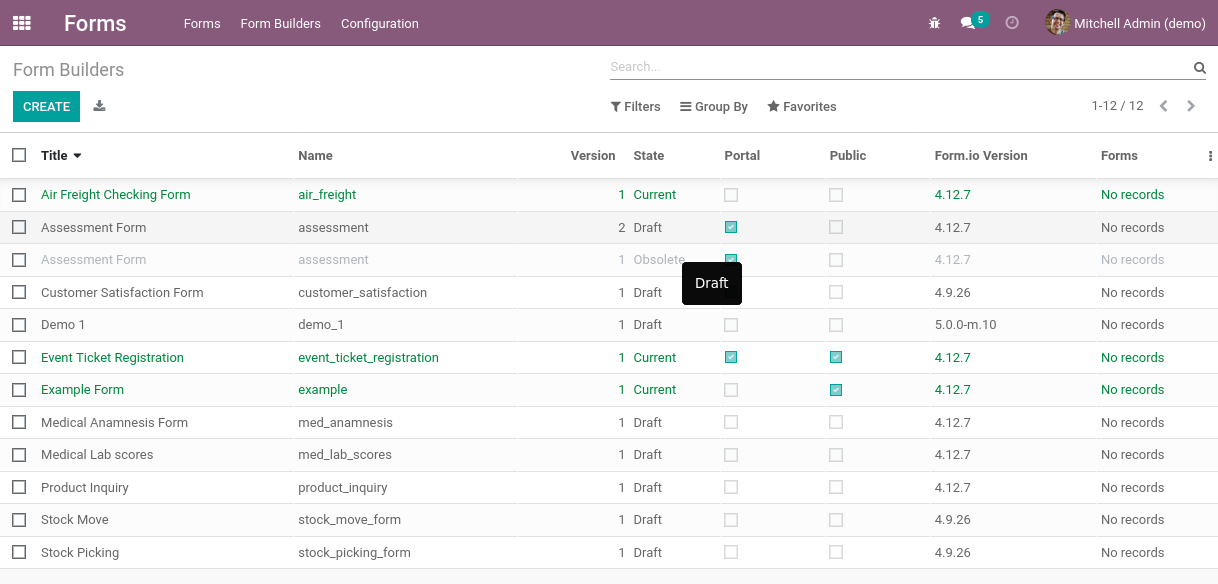 Forms Forms Form Builders Configuration 5 Mitchell Admin (demo)
Form Builders Search...
CREATE Filters Group By Favorites 1-12 / 12
Title Name Version State Portal Public Form.io Version Forms
Air Freight Checking Form air_freight 1 Current 4.12.7 No records
Assessment Form assessment 2 Draft 4.12.7 No records
Assessment Form assessment 1 Obsolete 4.12.7 No records
Draft
Customer Satisfaction Form customer_satisfaction 1 Draft 4.9.26 No records
Demo 1 demo_1 1 Draft 5.0.0-m.10 No records
Event Ticket Registration event_ticket_registration 1 Current 4.12.7 No records
Example Form example 1 Current 4.12.7 No records
Medical Anamnesis Form med_anamnesis 1 Draft 4.12.7 No records
Medical Lab scores med_lab_scores 1 Draft 4.12.7 No records
Product Inquiry product_inquiry 1 Draft 4.12.7 No records
Stock Move stock_move_form 1 Draft 4.9.26 No records
Stock Picking stock_picking_form 1 Draft 4.9.26 No records